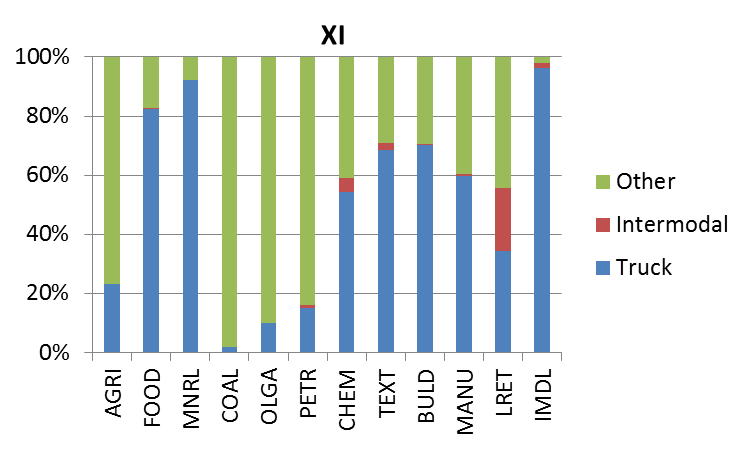 XI
100%
80%
60%
40%
20%
0%
AGRI
FOOD
MNRL
COAL
OLGA
PETR
CHEM
TEXT
BULD
MANU
LRET
IMDL
Other
Intermodal
Truck